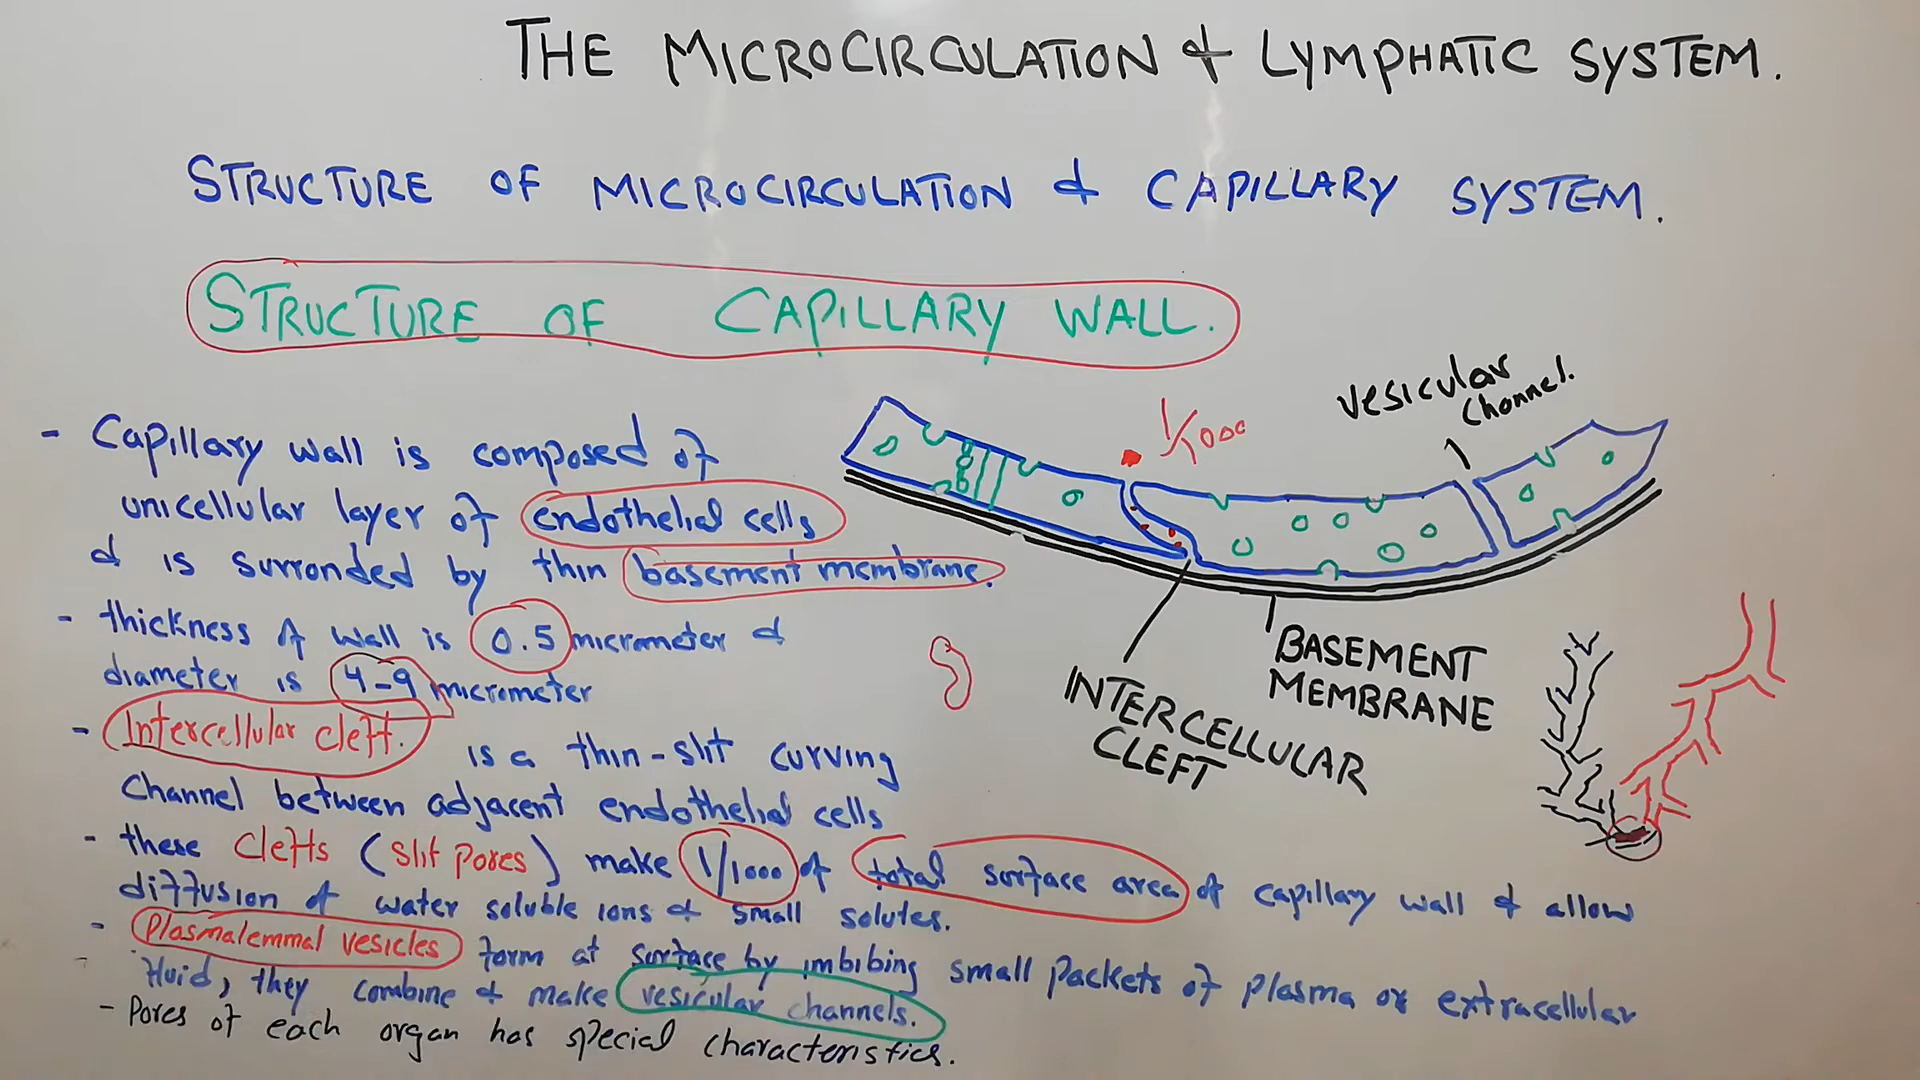 THE MICROCIRCULATION & LYMPHATIC SYSTEM.
STRUCTURE OF MICROCIRCULATION & CAPILLARY SYSTEM.
STRUCTURE OF CAPILLARY WALL.
- Capillary wall is composed of
unicellular layer of endothelial cells
& is surronded by thin basement membrane.
- thickness of wall is 0.5 micrometer &
diameter is 4-9 micrometer
- Intercellular cleft. is a thin-slit curving
Channel between adjacent endothelial cells
- these clefts (slit pores) make 1/1000 of total surface area of capillary wall & allow
diffusion of water soluble ions & small solutes.
- Plasmalemmal vesicles form at surface by imbibing small packets of plasma or extracellular
fluid, they combine & make vesicular channels.
- Pores of each organ has special characteristics.
1/1000
vesicular
channel.
INTERCELLULAR
CLEFT
BASEMENT
MEMBRANE